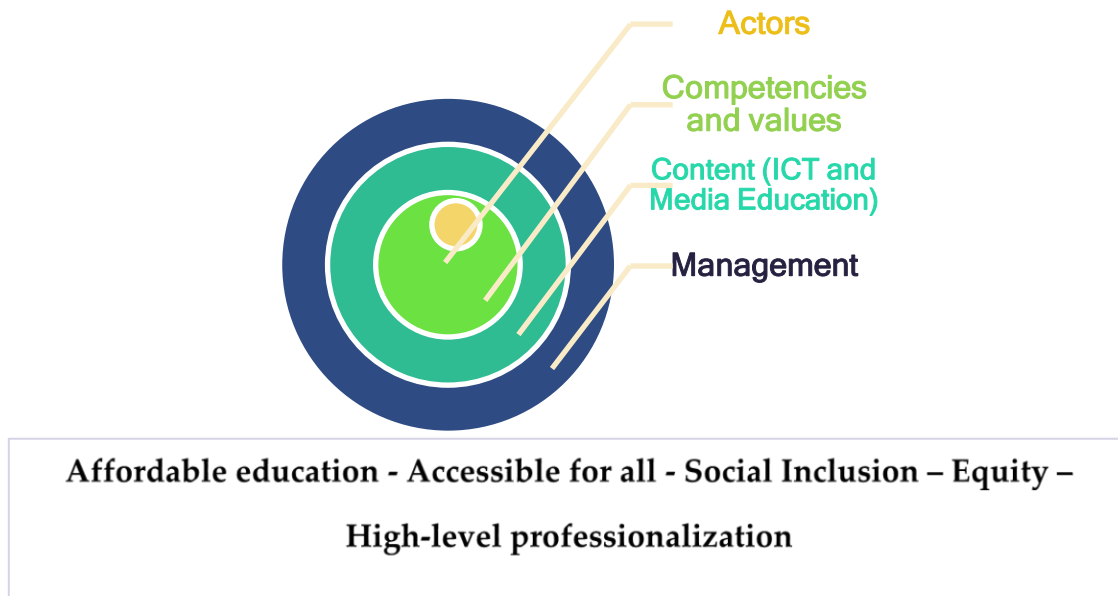 Actors
Competencies
and values
Content (ICT and
Media Education)
Management
Affordable education - Accessible for all - Social Inclusion – Equity –
High-level professionalization